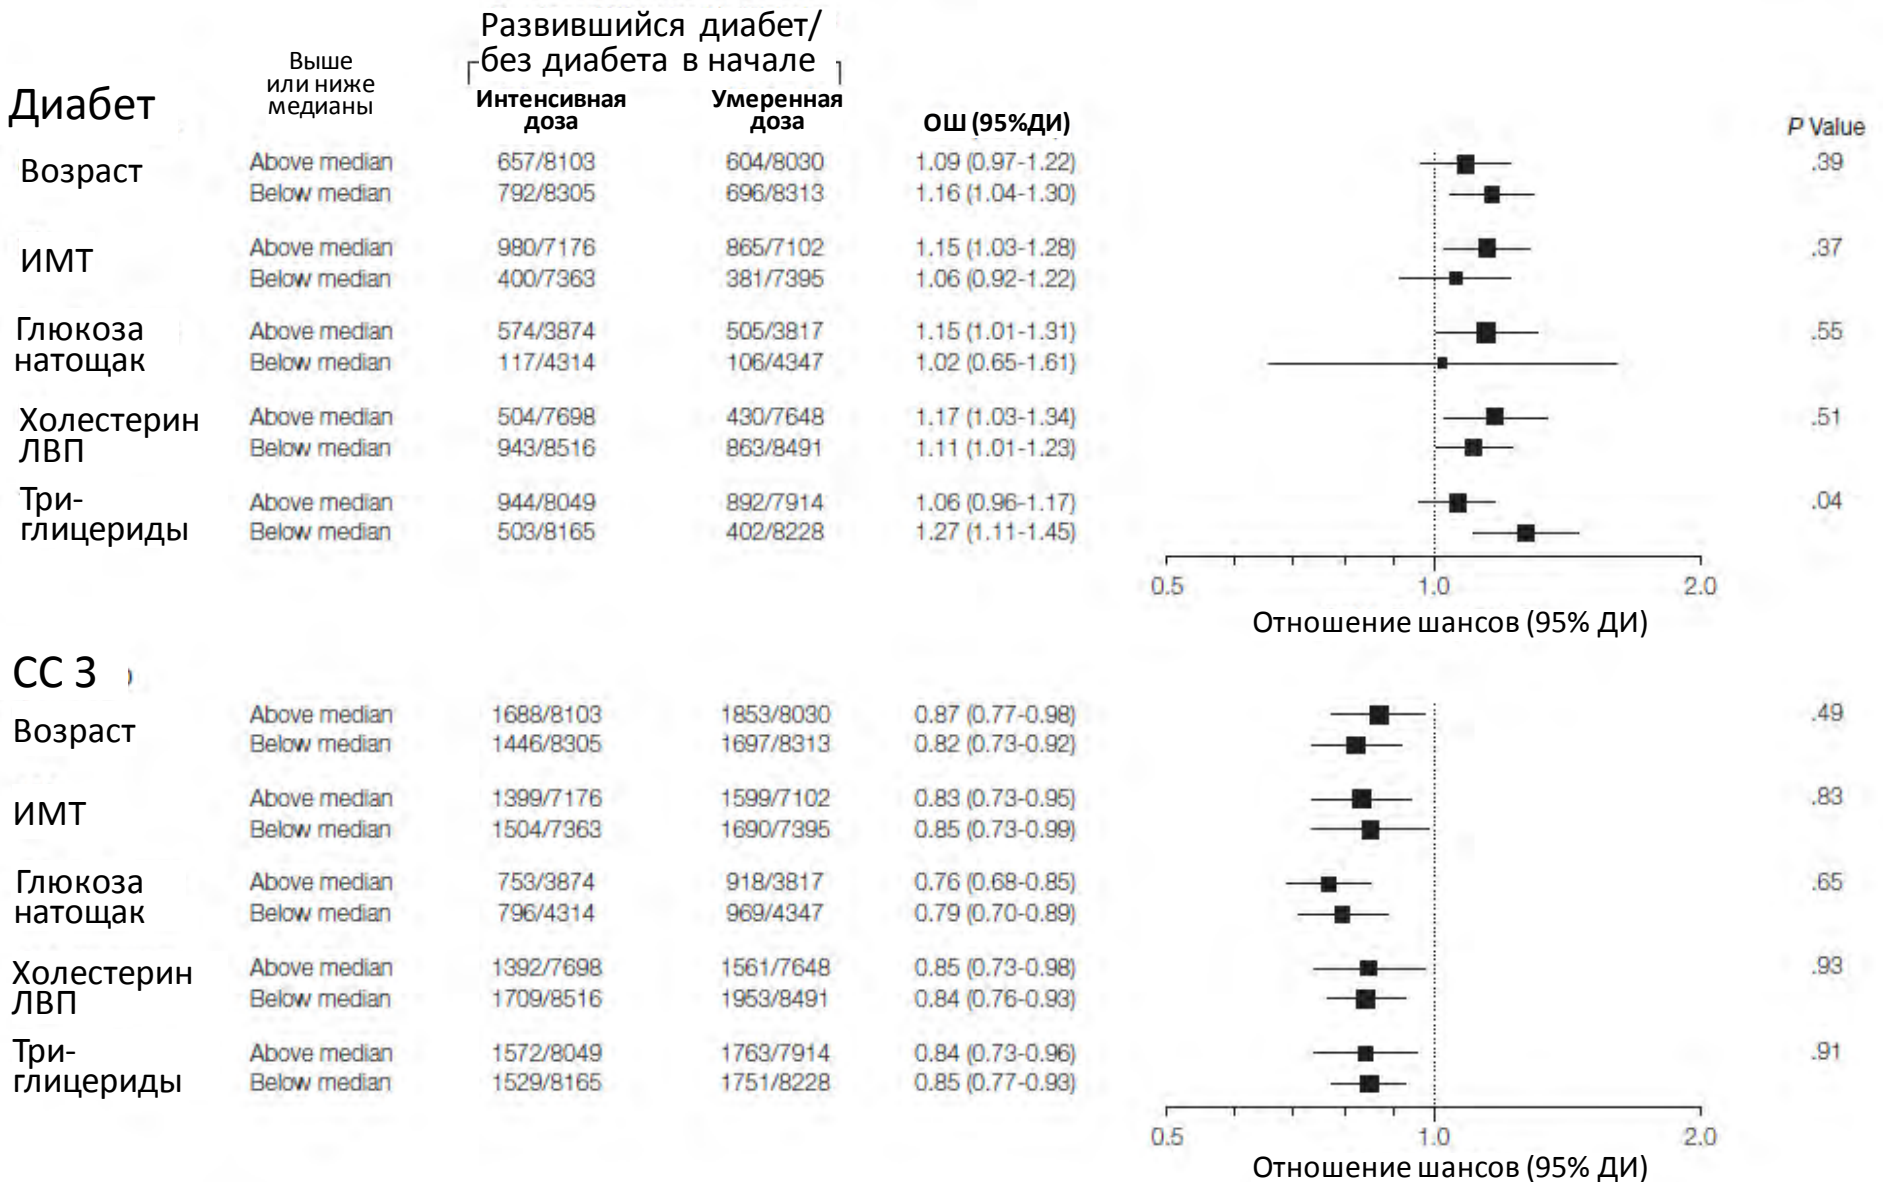 Развившийся диабет/
без диабета в начале
Выше
или ниже
медианы
Диабет
Интенсивная
доза
Умеренная
доза
ОШ (95%ДИ)
P Value
Возраст
Above median 657/8103 604/8030 1.09 (0.97-1.22) .39
Below median 792/8305 696/8313 1.16 (1.04-1.30)
ИМТ
Above median 980/7176 865/7102 1.15 (1.03-1.28) .37
Below median 400/7363 381/7395 1.06 (0.92-1.22)
Глюкоза
натощак
Above median 574/3874 505/3817 1.15 (1.01-1.31) .55
Below median 117/4314 106/4347 1.02 (0.65-1.61)
Холестерин
ЛВП
Above median 504/7698 430/7648 1.17 (1.03-1.34) .51
Below median 943/8516 863/8491 1.11 (1.01-1.23)
Три-
глицериды
Above median 944/8049 892/7914 1.06 (0.96-1.17) .04
Below median 503/8165 402/8228 1.27 (1.11-1.45)
0.5 1.0 2.0
Отношение шансов (95% ДИ)
СС З
Возраст
Above median 1688/8103 1853/8030 0.87 (0.77-0.98) .49
Below median 1446/8305 1697/8313 0.82 (0.73-0.92)
ИМТ
Above median 1399/7176 1599/7102 0.83 (0.73-0.95) .83
Below median 1504/7363 1690/7395 0.85 (0.73-0.99)
Глюкоза
натощак
Above median 753/3874 918/3817 0.76 (0.68-0.85) .65
Below median 796/4314 969/4347 0.79 (0.70-0.89)
Холестерин
ЛВП
Above median 1392/7698 1561/7648 0.85 (0.73-0.98) .93
Below median 1709/8516 1953/8491 0.84 (0.76-0.93)
Три-
глицериды
Above median 1572/8049 1763/7914 0.84 (0.73-0.96) .91
Below median 1529/8165 1751/8228 0.85 (0.77-0.93)
0.5 1.0 2.0
Отношение шансов (95% ДИ)